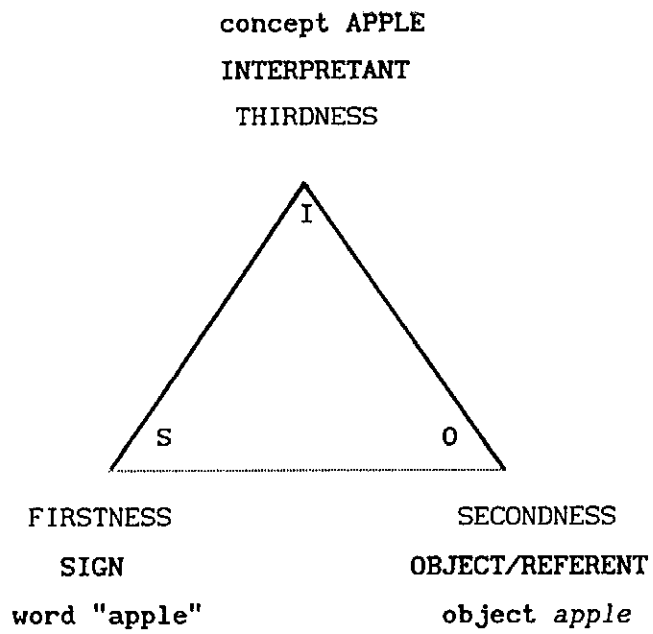 concept APPLE
INTERPRETANT
THIRDNESS
I
S
O
FIRSTNESS
SECONDNESS
SIGN
OBJECT/REFERENT
word "apple"
object apple